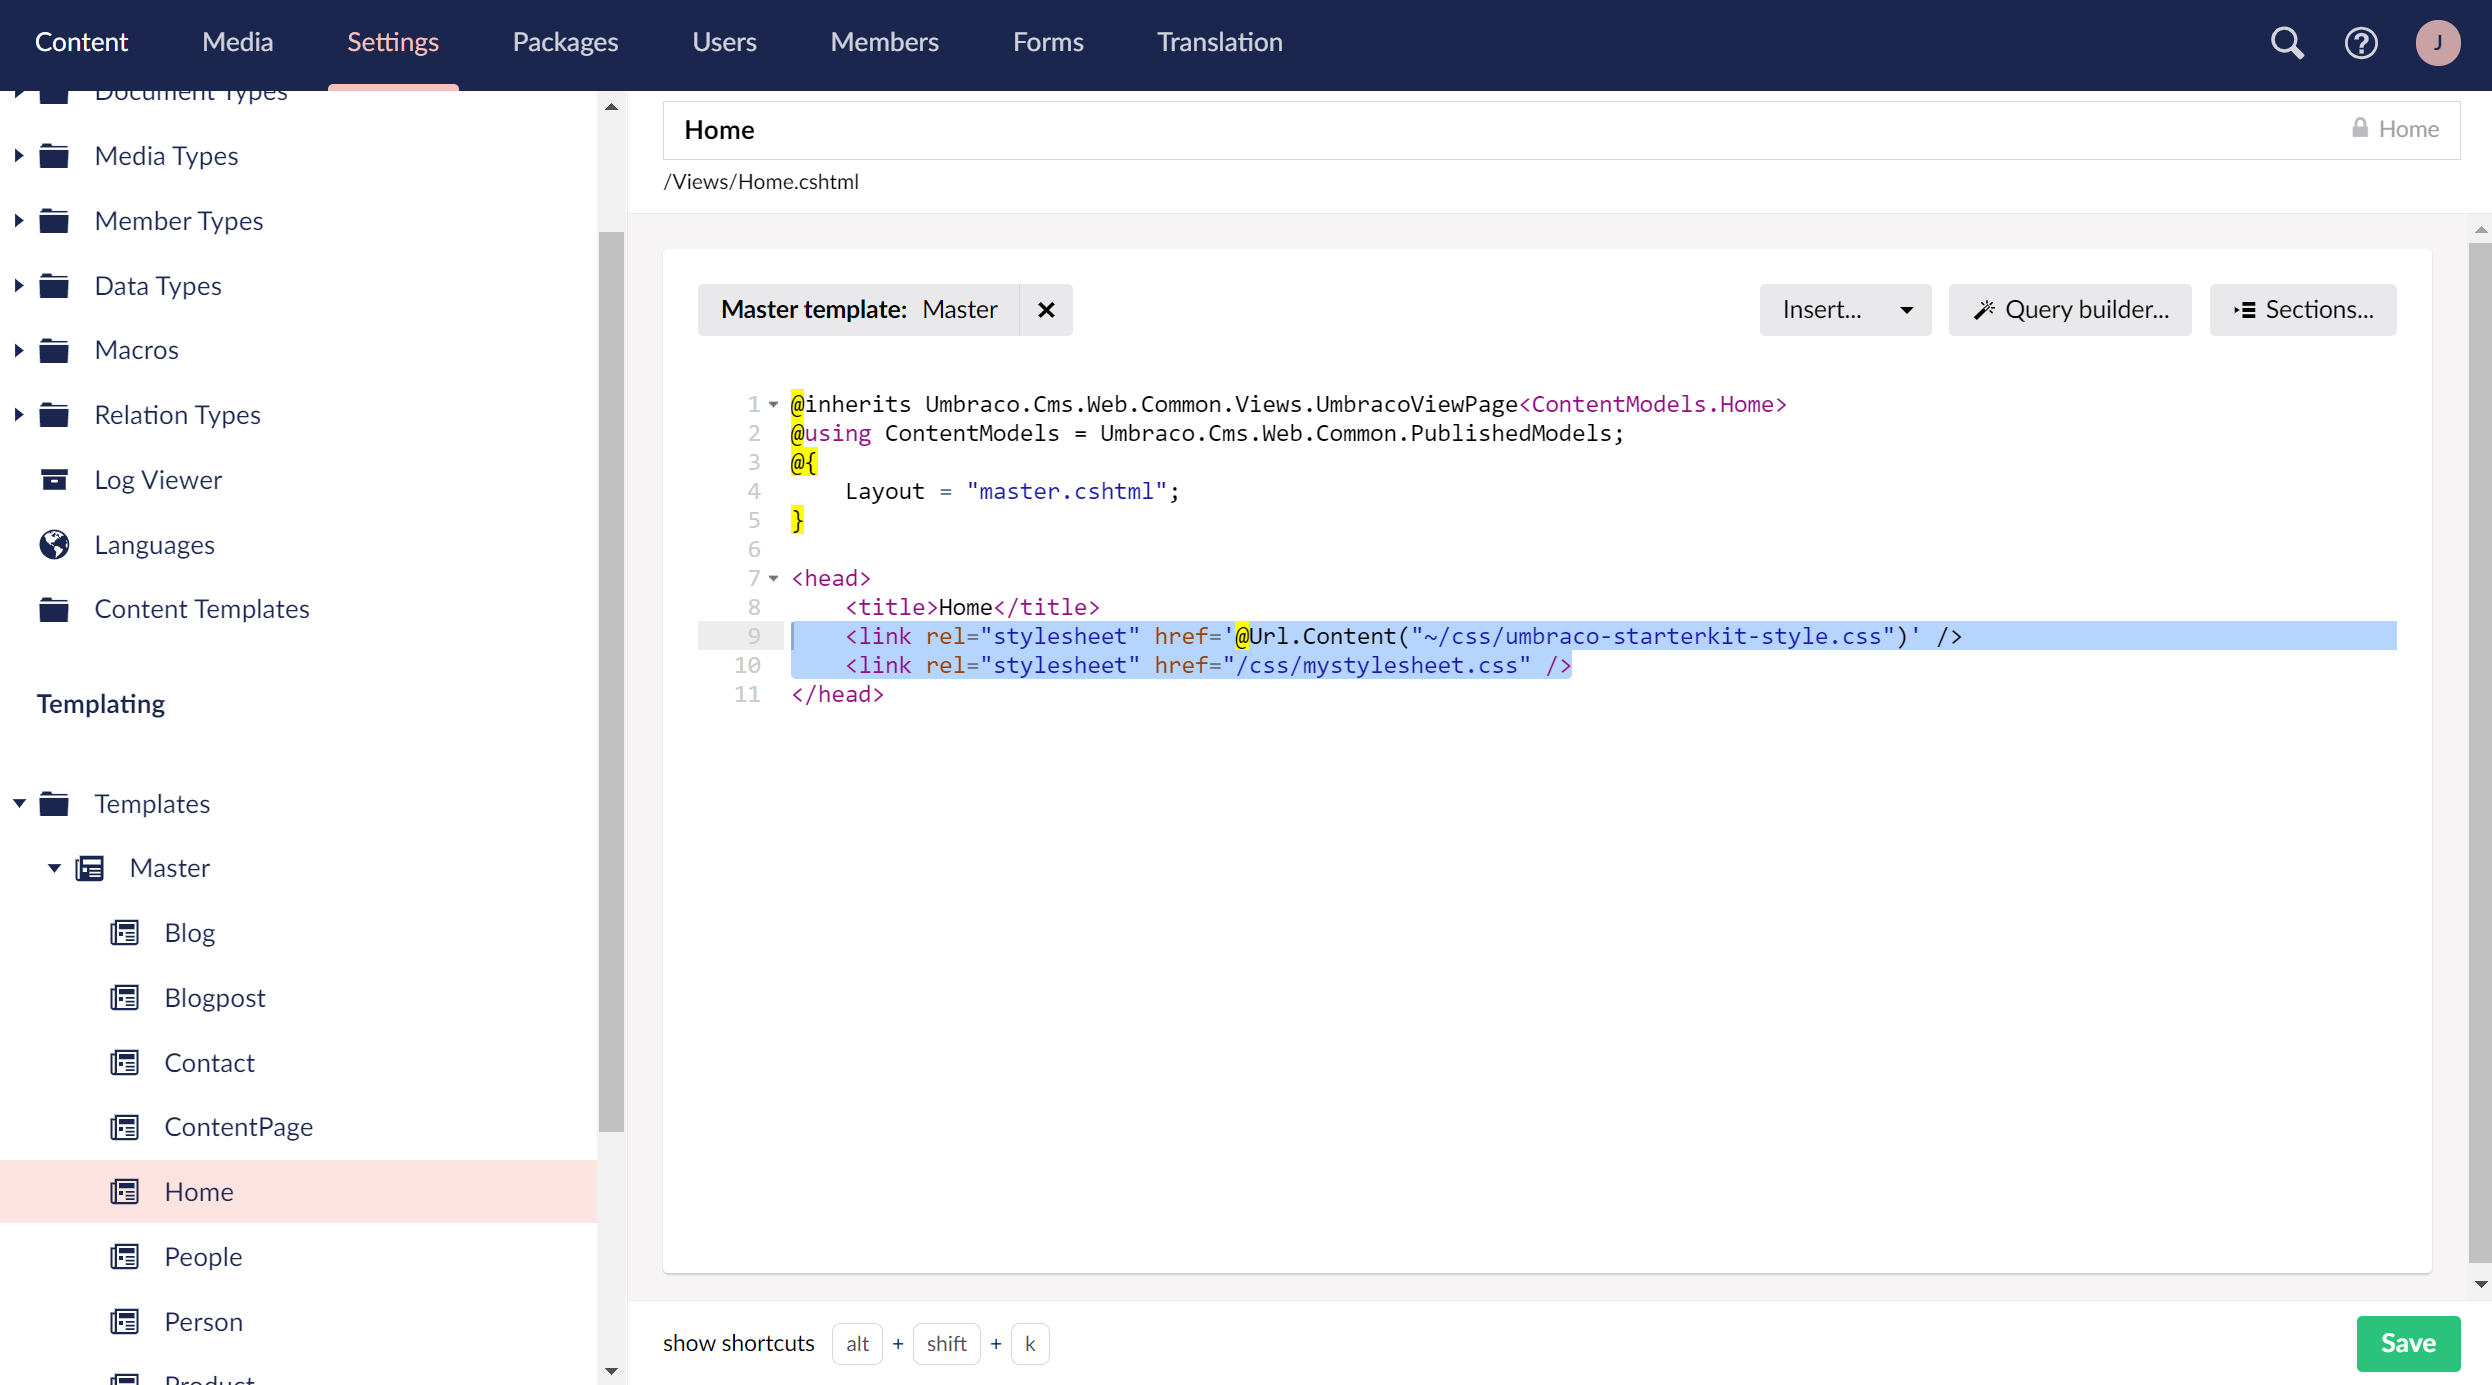 Content Media Settings Packages Users Members Forms Translation J
Document Types
Media Types
Member Types
Data Types
Macros
Relation Types
Log Viewer
Languages
Content Templates
Templating
Templates
Master
Blog
Blogpost
Contact
ContentPage
Home
People
Person
Product
Home Home
/Views/Home.cshtml
Master template: Master Insert... Query builder... Sections...
1 @inherits Umbraco.Cms.Web.Common.Views.UmbracoViewPage<ContentModels.Home>
2 @using ContentModels = Umbraco.Cms.Web.Common.PublishedModels;
3 @{
4     Layout = "master.cshtml";
5 }
6
7 <head>
8     <title>Home</title>
9     <link rel="stylesheet" href='@Url.Content("~/css/umbraco-starterkit-style.css")' />
10     <link rel="stylesheet" href="/css/mystylesheet.css" />
11 </head>
show shortcuts alt + shift + k Save